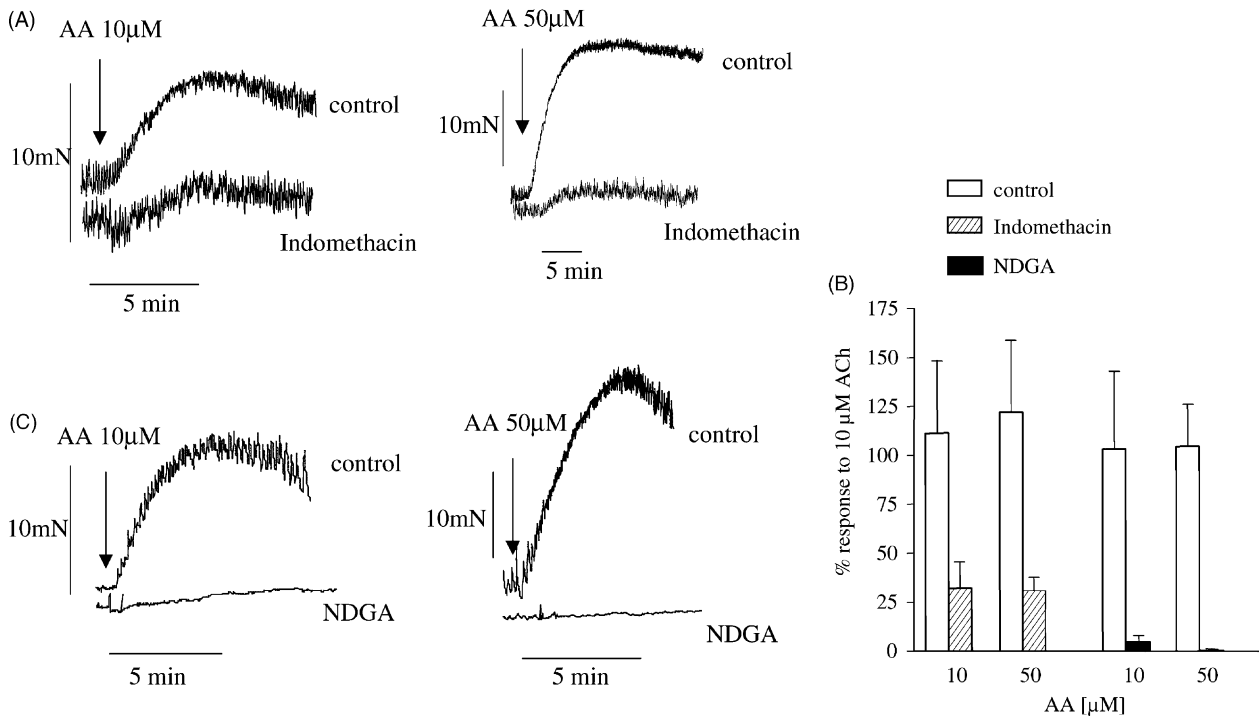 (A)
AA 10µM
control
10mN
Indomethacin
5 min
AA 50µM
control
10mN
Indomethacin
5 min
control
Indomethacin
NDGA
(B)
175
150
125
100
75
50
25
0
% response to 10 µM ACh
10
50
10
50
AA [µM]
(C)
AA 10µM
control
10mN
NDGA
5 min
AA 50µM
control
10mN
NDGA
5 min